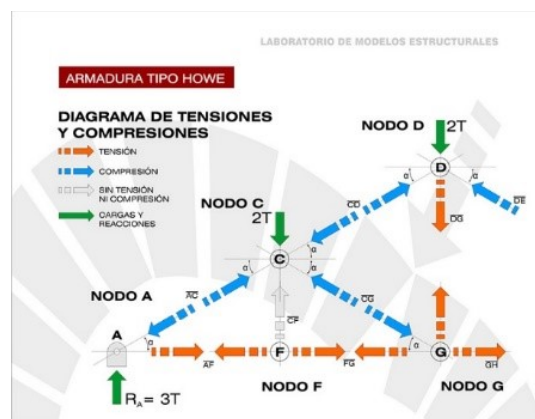 LABORATORIO DE MODELOS ESTRUCTURALES
ARMADURA TIPO HOWE
DIAGRAMA DE TENSIONES
Y COMPRESIONES
TENSIÓN
COMPRESIÓN
SIN TENSIÓN
NI COMPRESIÓN
CARGAS Y
REACCIONES
NODO D
2T
D
α
α
CD
DG
DE
NODO C
2T
C
α
α
α
AC
CF
CG
NODO A
A
α
AF
F
FG
α
G
GH
NODO F
NODO G
RA= 3T